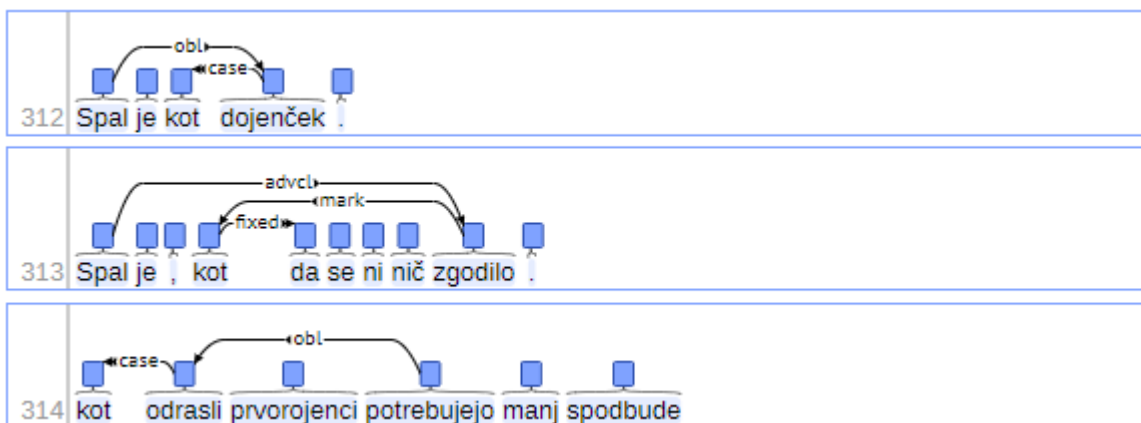 obl
case
312 Spal je kot dojenček .
advcl
mark
fixed
313 Spal je , kot da se ni nič zgodilo .
obl
case
314 kot odrasli prvorojenci potrebujejo manj spodbude